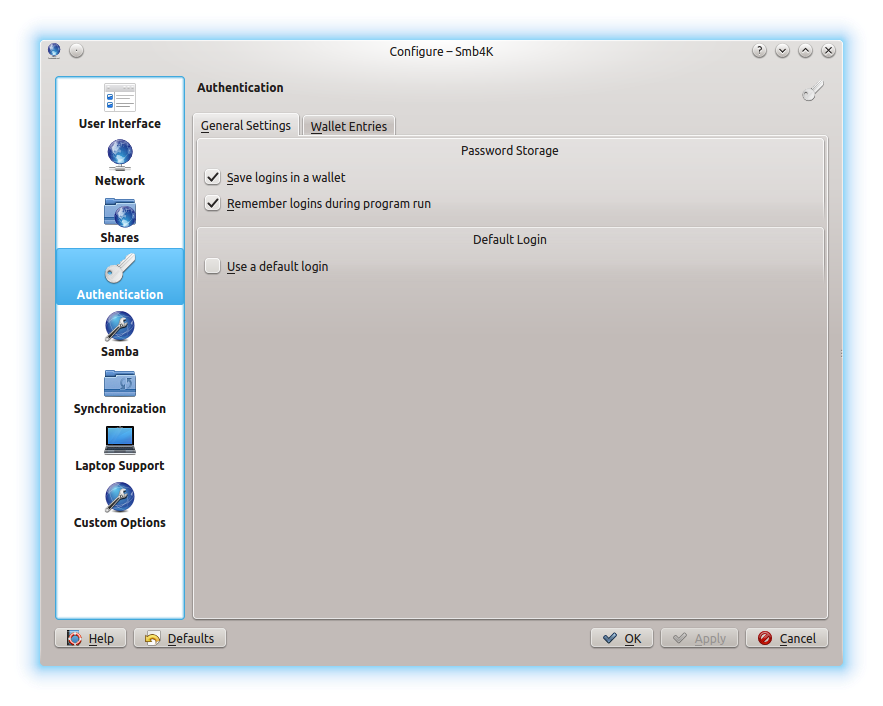 Configure – Smb4K
User Interface
Network
Shares
Authentication
Samba
Synchronization
Laptop Support
Custom Options
Authentication
General Settings
Wallet Entries
Password Storage
Save logins in a wallet
Remember logins during program run
Default Login
Use a default login
Help
Defaults
OK
Apply
Cancel